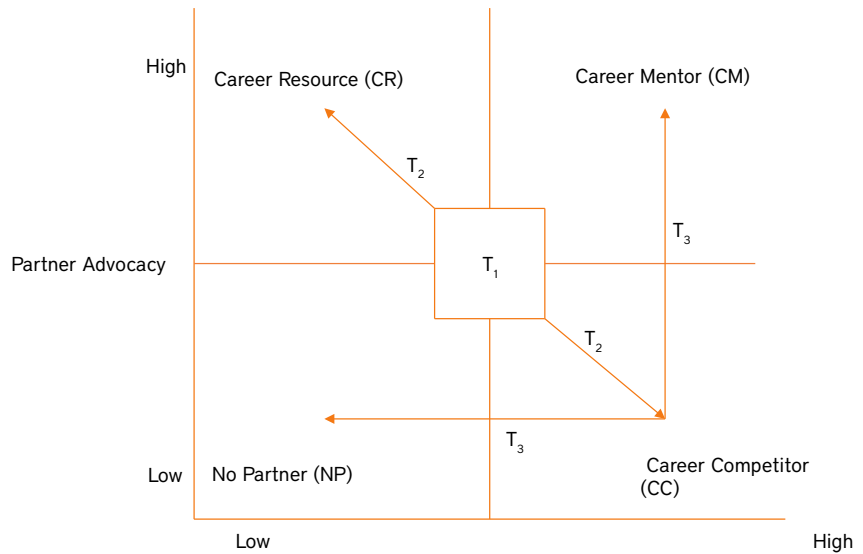 High
Career Resource (CR)
Career Mentor (CM)
T₂
T₃
Partner Advocacy
T₁
T₂
T₃
Low
No Partner (NP)
Career Competitor
(CC)
Low
High